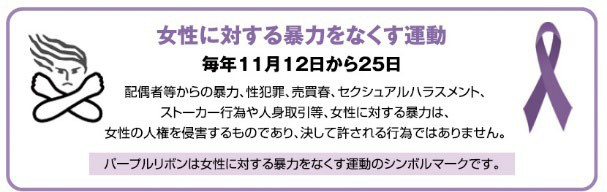 女性に対する暴力をなくす運動
毎年11月12日から25日
配偶者等からの暴力、性犯罪、売買春、セクシュアルハラスメント、
ストーカー行為や人身取引等、女性に対する暴力は、
女性の人権を侵害するものであり、決して許される行為ではありません。
パープルリボンは女性に対する暴力をなくす運動のシンボルマークです。